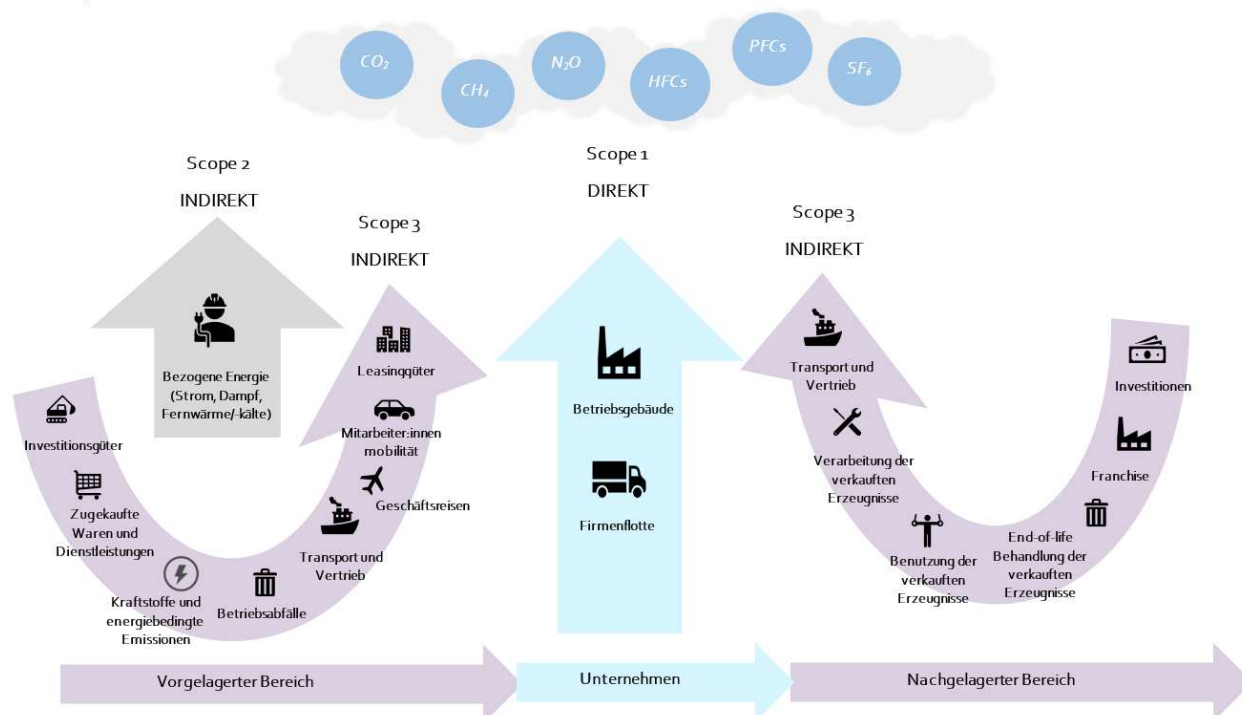 CO₂
CH₄
N₂O
HFCs
PFCs
SF₆
Scope 2
INDIREKT
Scope 3
INDIREKT
Scope 1
DIREKT
Scope 3
INDIREKT
Bezogene Energie
(Strom, Dampf,
Fernwärme/-kälte)
Investitionsgüter
Zugekaufte
Waren und
Dienstleistungen
Kraftstoffe und
energiebedingte
Emissionen
Betriebsabfälle
Transport und
Vertrieb
Geschäftsreisen
Mitarbeiter:innen
mobilität
Leasinggüter
Betriebsgebäude
Firmenflotte
Transport und
Vertrieb
Verarbeitung der
verkauften
Erzeugnisse
Benutzung der
verkauften
Erzeugnisse
End-of-life
Behandlung der
verkauften
Erzeugnisse
Franchise
Investitionen
Vorgelagerter Bereich
Unternehmen
Nachgelagerter Bereich